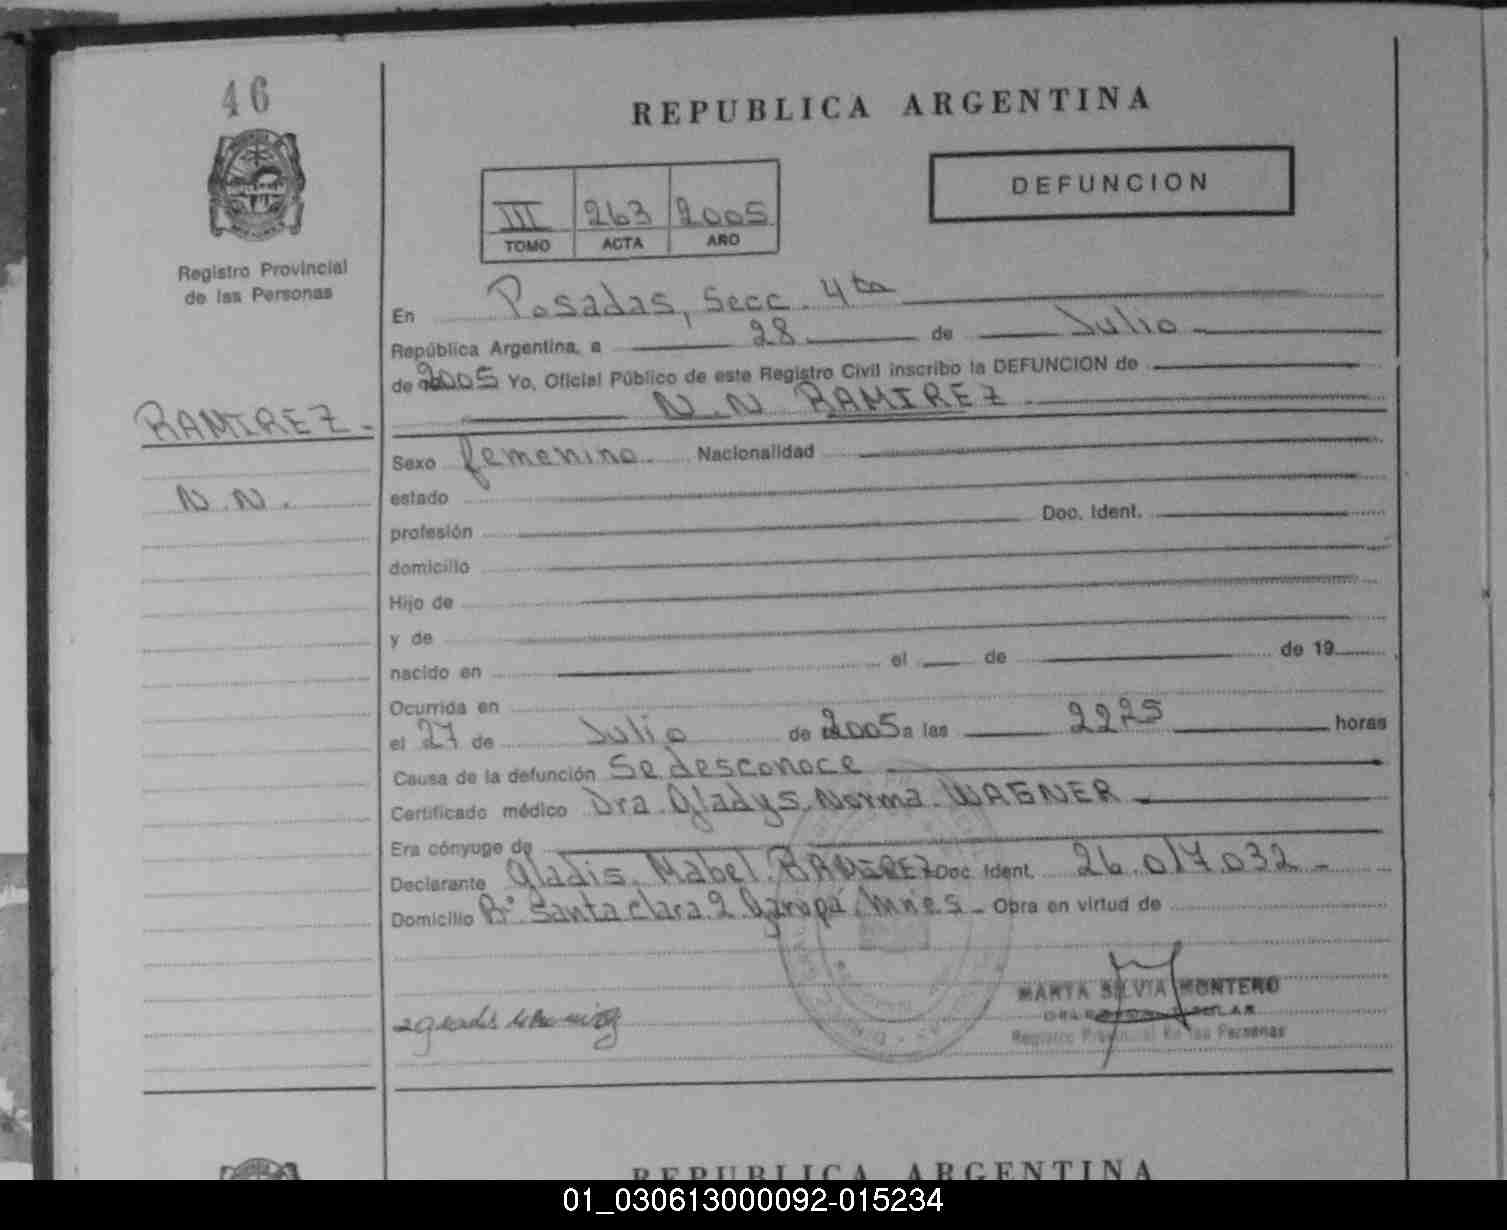 46
REPUBLICA ARGENTINA
DEFUNCION
III 263 2005
TOMO ACTA AÑO
Registro Provincial
de las Personas
En Posadas, Secc. 4ta
República Argentina, a 28 de Julio
de 2005 Yo, Oficial Público de este Registro Civil inscribo la DEFUNCION de
N.N RAMIREZ
RAMIREZ
N.N.
Sexo femenino Nacionalidad
estado
profesión Doc. Ident.
domicilio
Hijo de
y de
nacido en el de de 19
Ocurrida en
el 27 de Julio de 2005 a las 2225 horas
Causa de la defunción Se desconoce
Certificado médico Dra. Gladys Norma WAGNER
Era cónyuge de
Declarante Gladis Mabel RAMIREZ Doc. Ident. 26.017.032
Domicilio Bº Santa Clara 2 Garupá, Mnes. Obra en virtud de
MARTA SILVIA MONTERO
Registro Provincial de las Personas
REPUBLICA ARGENTINA
01_030613000092-015234